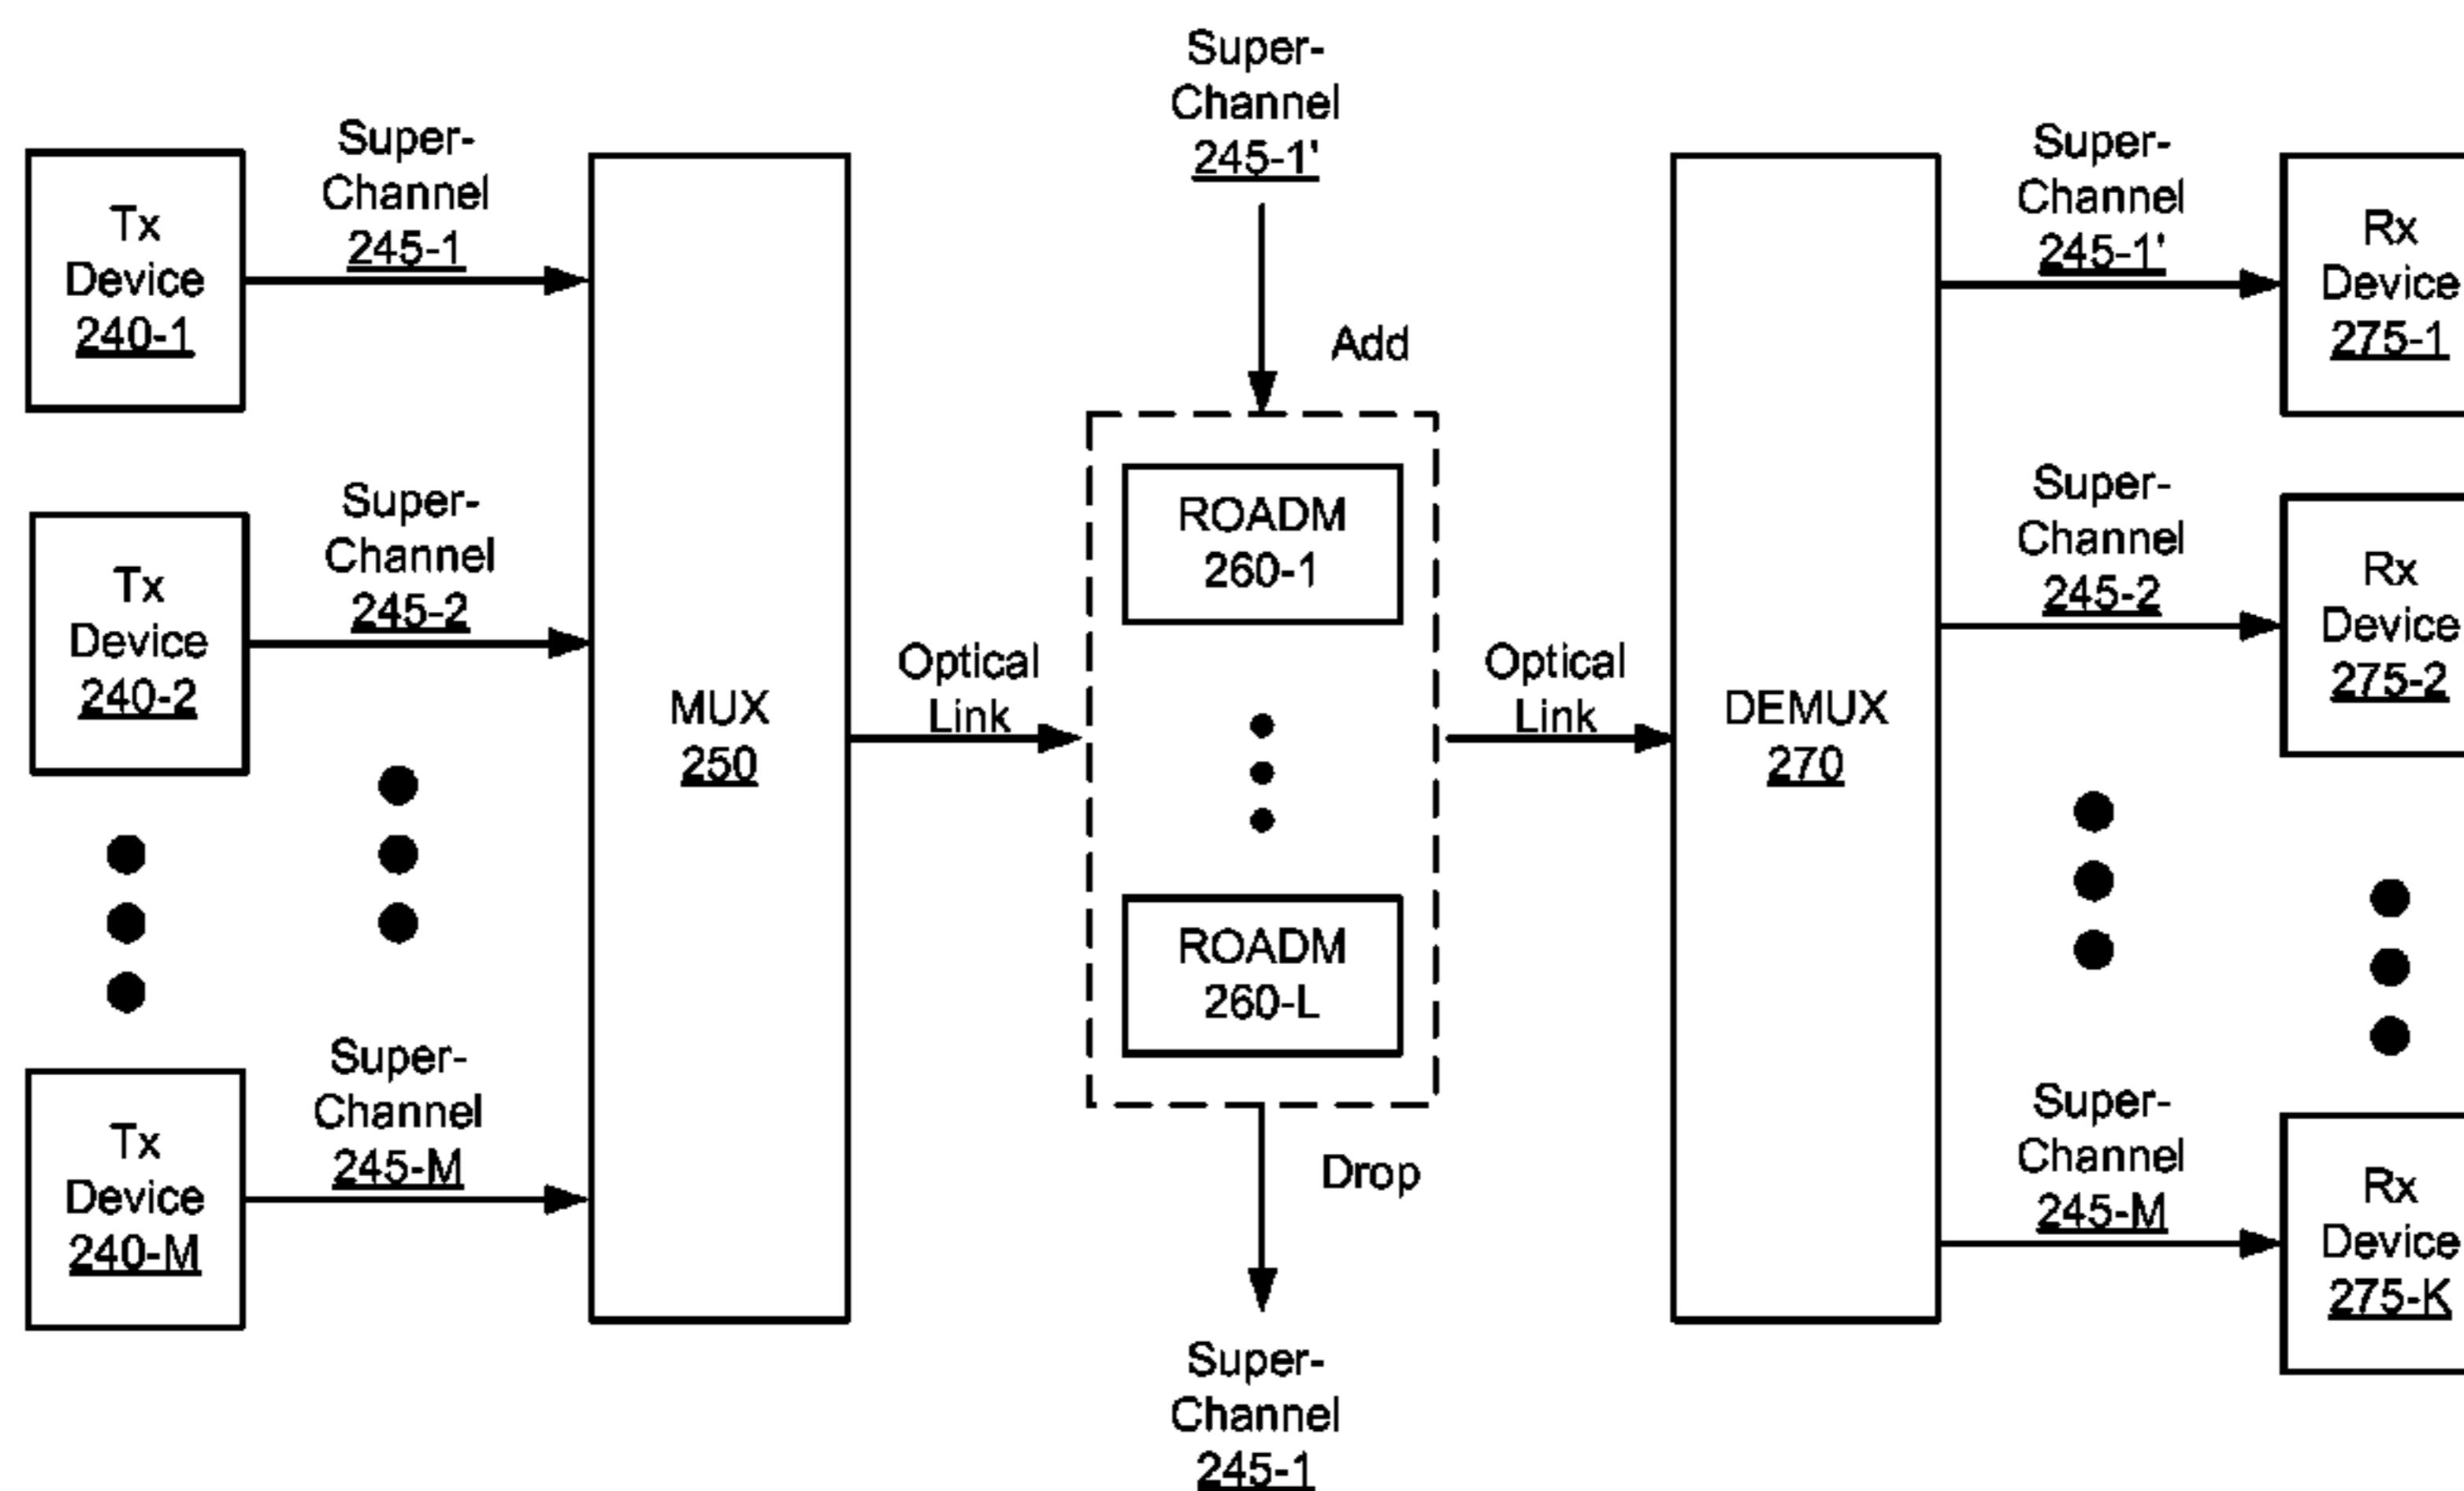 Tx
Device
240-1
Super-
Channel
245-1
Tx
Device
240-2
Super-
Channel
245-2
Tx
Device
240-M
Super-
Channel
245-M
MUX
250
Optical
Link
Super-
Channel
245-1'
Add
ROADM
260-1
ROADM
260-L
Drop
Super-
Channel
245-1
Optical
Link
DEMUX
270
Super-
Channel
245-1'
Rx
Device
275-1
Super-
Channel
245-2
Rx
Device
275-2
Super-
Channel
245-M
Rx
Device
275-K